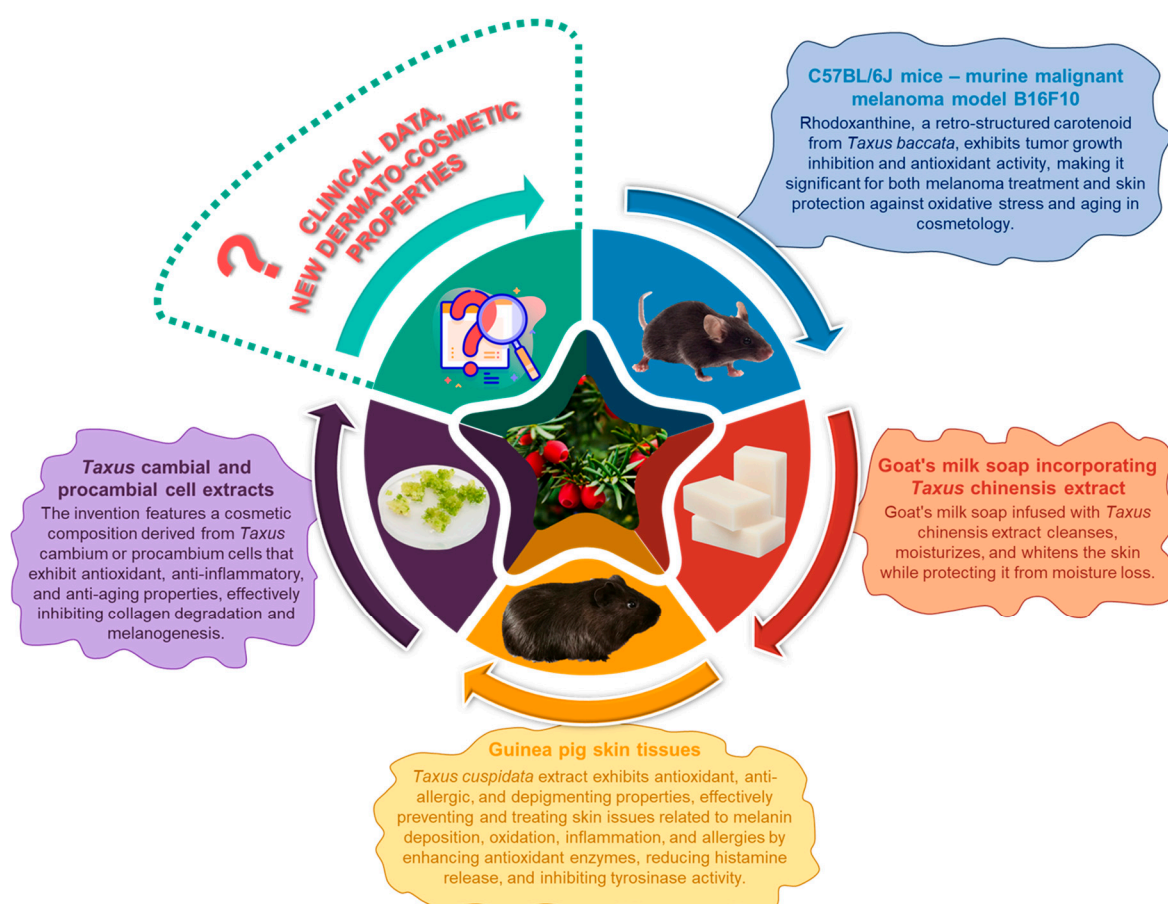 ?
CLINICAL DATA,
NEW DERMATO-COSMETIC
PROPERTIES
C57BL/6J mice – murine malignant
melanoma model B16F10
Rhodoxanthine, a retro-structured carotenoid
from Taxus baccata, exhibits tumor growth
inhibition and antioxidant activity, making it
significant for both melanoma treatment and skin
protection against oxidative stress and aging in
cosmetology.
Goat's milk soap incorporating
Taxus chinensis extract
Goat's milk soap infused with Taxus
chinensis extract cleanses,
moisturizes, and whitens the skin
while protecting it from moisture loss.
Guinea pig skin tissues
Taxus cuspidata extract exhibits antioxidant, anti-
allergic, and depigmenting properties, effectively
preventing and treating skin issues related to melanin
deposition, oxidation, inflammation, and allergies by
enhancing antioxidant enzymes, reducing histamine
release, and inhibiting tyrosinase activity.
Taxus cambial and
procambial cell extracts
The invention features a cosmetic
composition derived from Taxus
cambium or procambium cells that
exhibit antioxidant, anti-inflammatory,
and anti-aging properties, effectively
inhibiting collagen degradation and
melanogenesis.